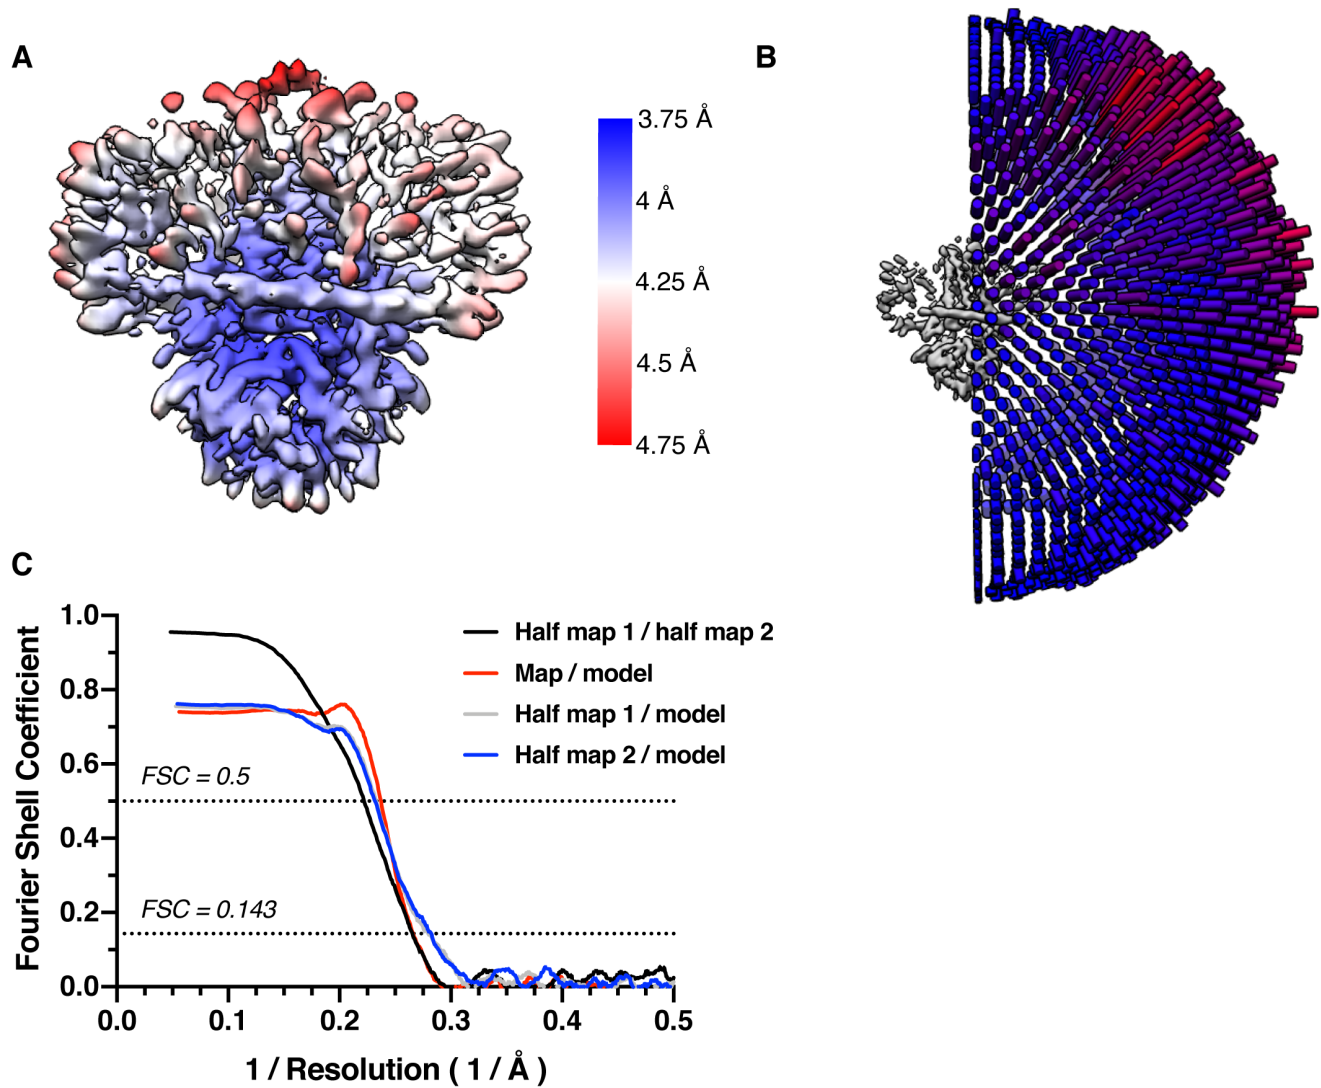 A
B
3.75 Å
4 Å
4.25 Å
4.5 Å
4.75 Å
C
Fourier Shell Coefficient
1.0
0.8
0.6
0.4
0.2
0.0
Half map 1 / half map 2
Map / model
Half map 1 / model
Half map 2 / model
FSC = 0.5
FSC = 0.143
0.0 0.1 0.2 0.3 0.4 0.5
1 / Resolution ( 1 / Å )